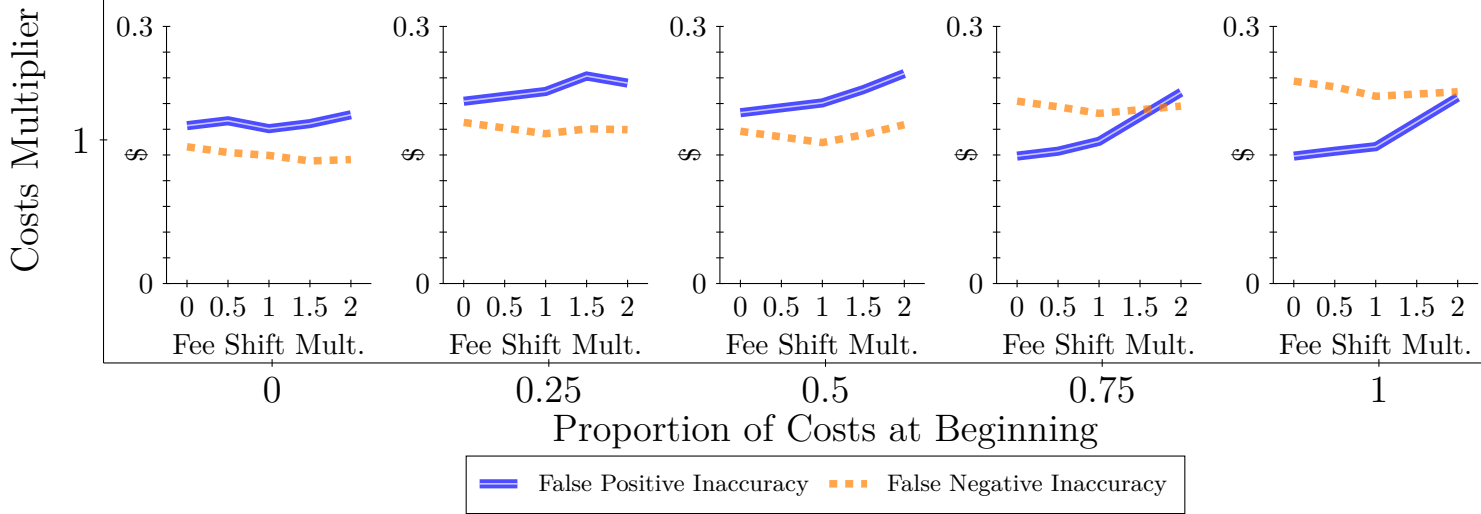 Costs Multiplier
1
0.3
$
0
0 0.5 1 1.5 2
Fee Shift Mult.
0.3
$
0
0 0.5 1 1.5 2
Fee Shift Mult.
0.3
$
0
0 0.5 1 1.5 2
Fee Shift Mult.
0.3
$
0
0 0.5 1 1.5 2
Fee Shift Mult.
0.3
$
0
0 0.5 1 1.5 2
Fee Shift Mult.
0 0.25 0.5 0.75 1
Proportion of Costs at Beginning
False Positive Inaccuracy False Negative Inaccuracy